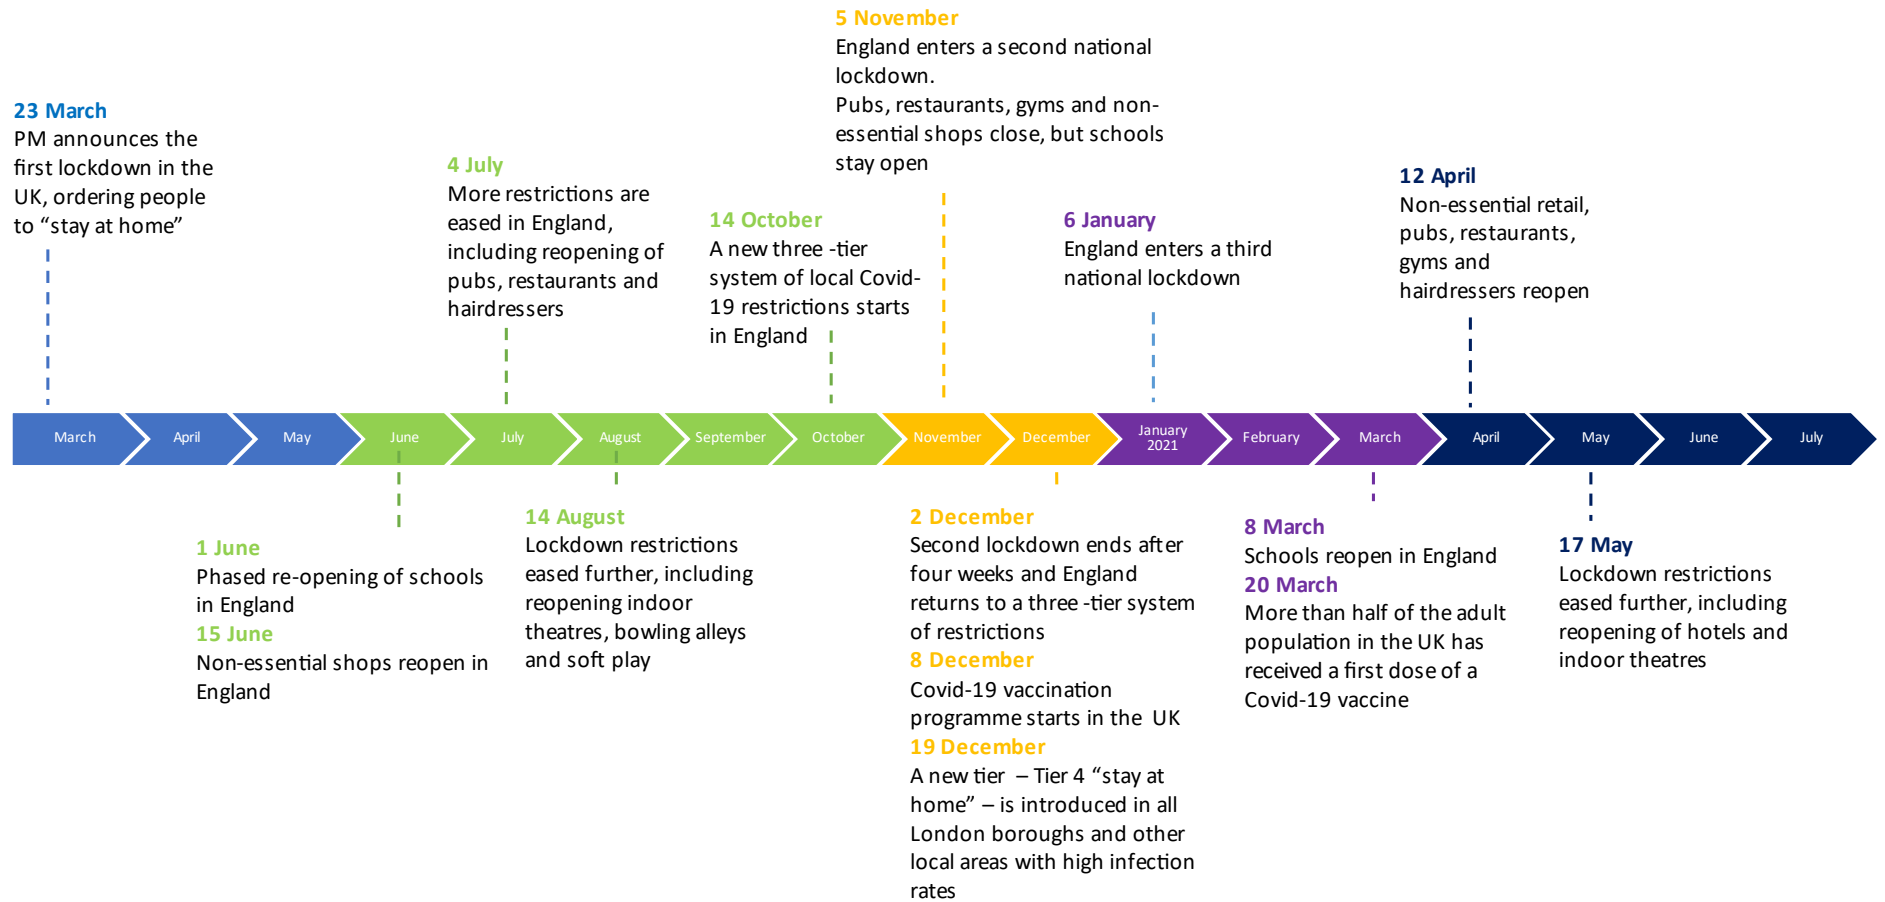 5 November
England enters a second national
lockdown.
Pubs, restaurants, gyms and non-
essential shops close, but schools
stay open
23 March
PM announces the
first lockdown in the
UK, ordering people
to “stay at home”
4 July
More restrictions are
eased in England,
including reopening of
pubs, restaurants and
hairdressers
14 October
A new three -tier
system of local Covid-
19 restrictions starts
in England
6 January
England enters a third
national lockdown
12 April
Non-essential retail,
pubs, restaurants,
gyms and
hairdressers reopen
March
April
May
June
July
August
September
October
November
December
January
2021
February
March
April
May
June
July
1 June
Phased re-opening of schools
in England
15 June
Non-essential shops reopen in
England
14 August
Lockdown restrictions
eased further, including
reopening indoor
theatres, bowling alleys
and soft play
2 December
Second lockdown ends after
four weeks and England
returns to a three -tier system
of restrictions
8 December
Covid-19 vaccination
programme starts in the UK
19 December
A new tier – Tier 4 “stay at
home” – is introduced in all
London boroughs and other
local areas with high infection
rates
8 March
Schools reopen in England
20 March
More than half of the adult
population in the UK has
received a first dose of a
Covid-19 vaccine
17 May
Lockdown restrictions
eased further, including
reopening of hotels and
indoor theatres